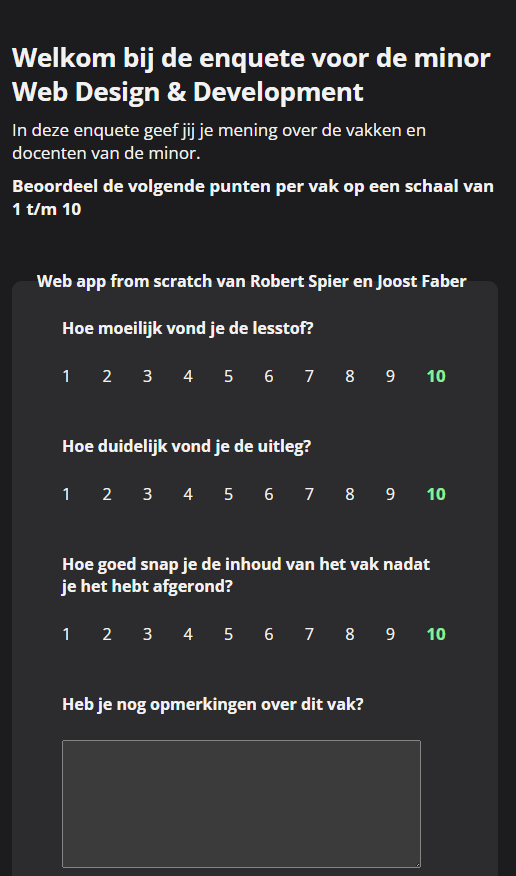 Welkom bij de enquete voor de minor
Web Design & Development
In deze enquete geef jij je mening over de vakken en
docenten van de minor.
Beoordeel de volgende punten per vak op een schaal van
1 t/m 10
Web app from scratch van Robert Spier en Joost Faber
Hoe moeilijk vond je de lesstof?
1 2 3 4 5 6 7 8 9 10
Hoe duidelijk vond je de uitleg?
1 2 3 4 5 6 7 8 9 10
Hoe goed snap je de inhoud van het vak nadat
je het hebt afgerond?
1 2 3 4 5 6 7 8 9 10
Heb je nog opmerkingen over dit vak?